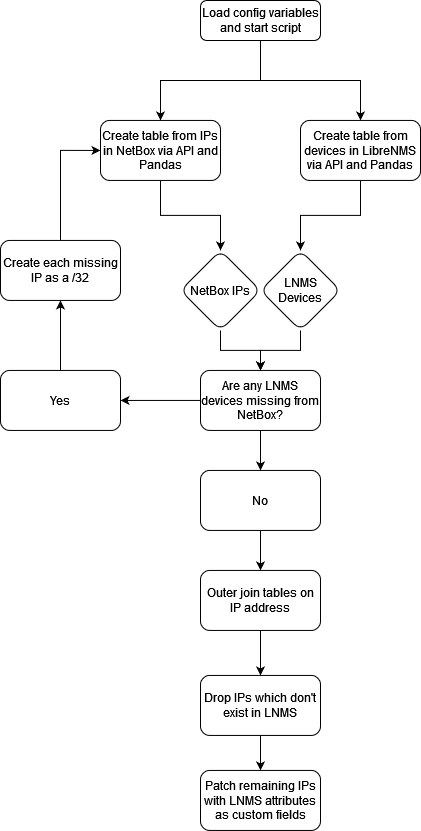 Load config variables
and start script
Create table from IPs
in NetBox via API and
Pandas
Create table from
devices in LibreNMS
via API and Pandas
Create each missing
IP as a /32
NetBox IPs
LNMS
Devices
Yes
Are any LNMS
devices missing from
NetBox?
No
Outer join tables on
IP address
Drop IPs which don't
exist in LNMS
Patch remaining IPs
with LNMS attributes
as custom fields